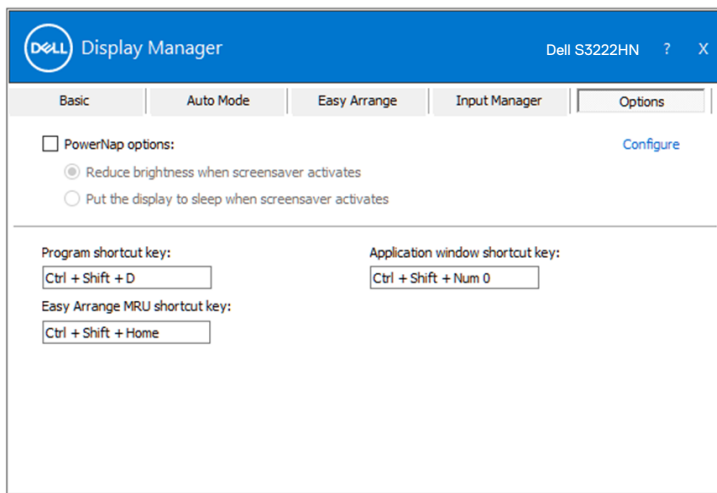 DELL Display Manager Dell S3222HN ? X
Basic Auto Mode Easy Arrange Input Manager Options
PowerNap options: Configure
Reduce brightness when screensaver activates
Put the display to sleep when screensaver activates
Program shortcut key: Application window shortcut key:
Ctrl + Shift + D Ctrl + Shift + Num 0
Easy Arrange MRU shortcut key:
Ctrl + Shift + Home